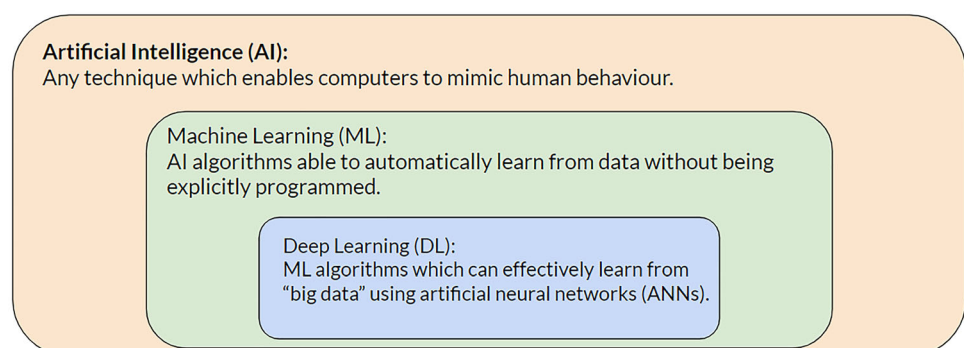 Artificial Intelligence (AI):
Any technique which enables computers to mimic human behaviour.
Machine Learning (ML):
AI algorithms able to automatically learn from data without being
explicitly programmed.
Deep Learning (DL):
ML algorithms which can effectively learn from
“big data” using artificial neural networks (ANNs).